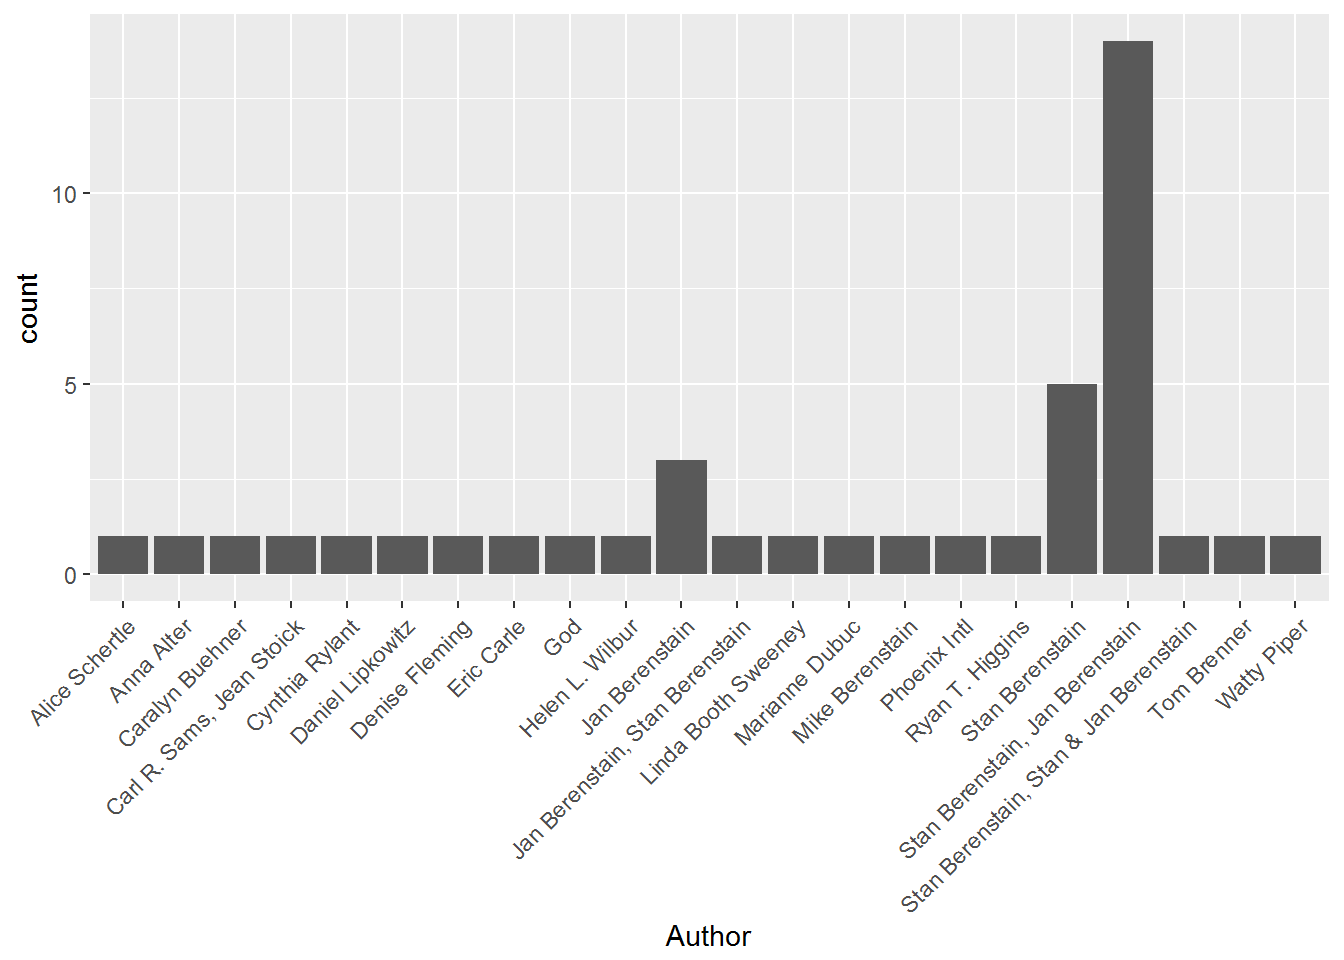 count
10
5
0
Alice Schertle
Anna Alter
Caralyn Buehner
Carl R. Sams, Jean Stoick
Cynthia Rylant
Daniel Lipkowitz
Denise Fleming
Eric Carle
God
Helen L. Wilbur
Jan Berenstain
Jan Berenstain, Stan Berenstain
Linda Booth Sweeney
Marianne Dubuc
Mike Berenstain
Phoenix Intl
Ryan T. Higgins
Stan Berenstain
Stan Berenstain, Jan Berenstain
Stan Berenstain, Stan & Jan Berenstain
Tom Brenner
Watty Piper
Author